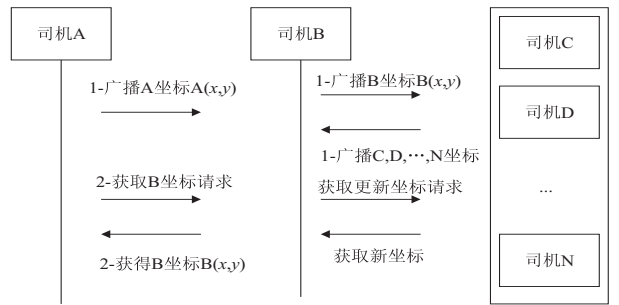 司机A
司机B
司机C
1-广播A坐标A(x,y)
1-广播B坐标B(x,y)
司机D
1-广播C,D,⋯,N坐标
2-获取B坐标请求
获取更新坐标请求
...
2-获得B坐标B(x,y)
获取新坐标
司机N